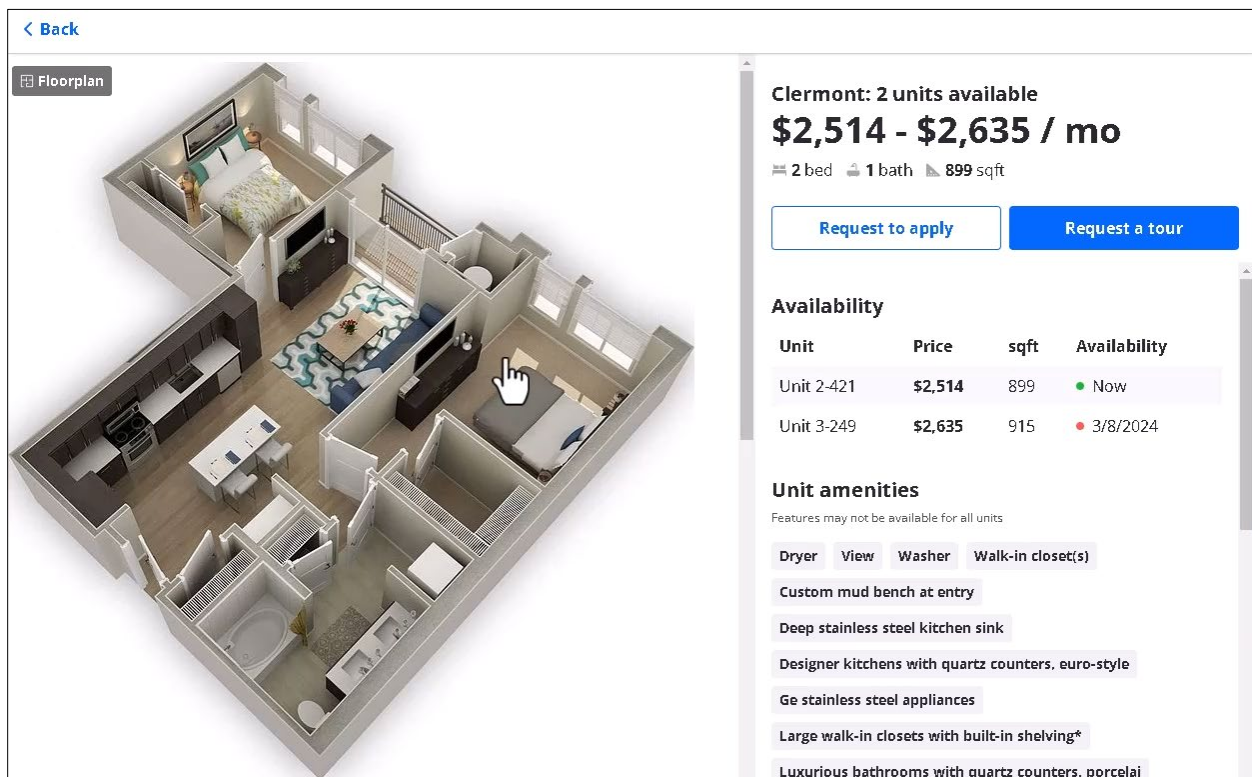 Back
Floorplan
Clermont: 2 units available
$2,514 - $2,635 / mo
2 bed 1 bath 899 sqft
Request to apply Request a tour
Availability
Unit Price sqft Availability
Unit 2-421 $2,514 899 Now
Unit 3-249 $2,635 915 3/8/2024
Unit amenities
Features may not be available for all units
Dryer View Washer Walk-in closet(s)
Custom mud bench at entry
Deep stainless steel kitchen sink
Designer kitchens with quartz counters, euro-style
Ge stainless steel appliances
Large walk-in closets with built-in shelving*
Luxurious bathrooms with quartz counters, porcelai